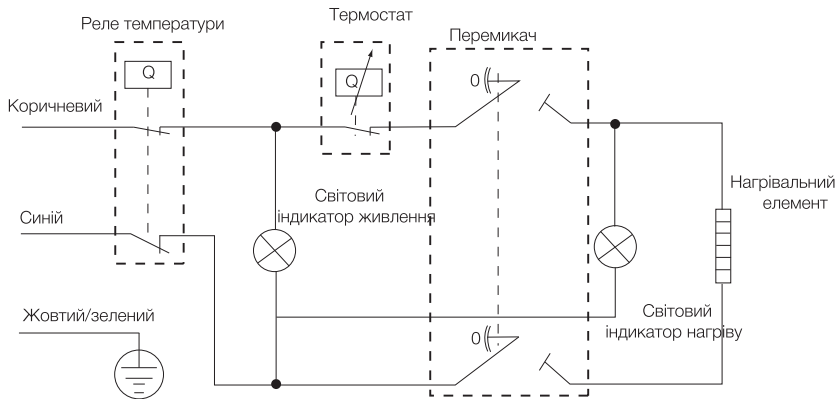 Реле температури
Термостат
Перемикач
Q
Q
0
Коричневий
Нагрівальний
елемент
Світовий
індикатор живлення
Синій
Світовий
індикатор нагріву
Жовтий/зелений
0